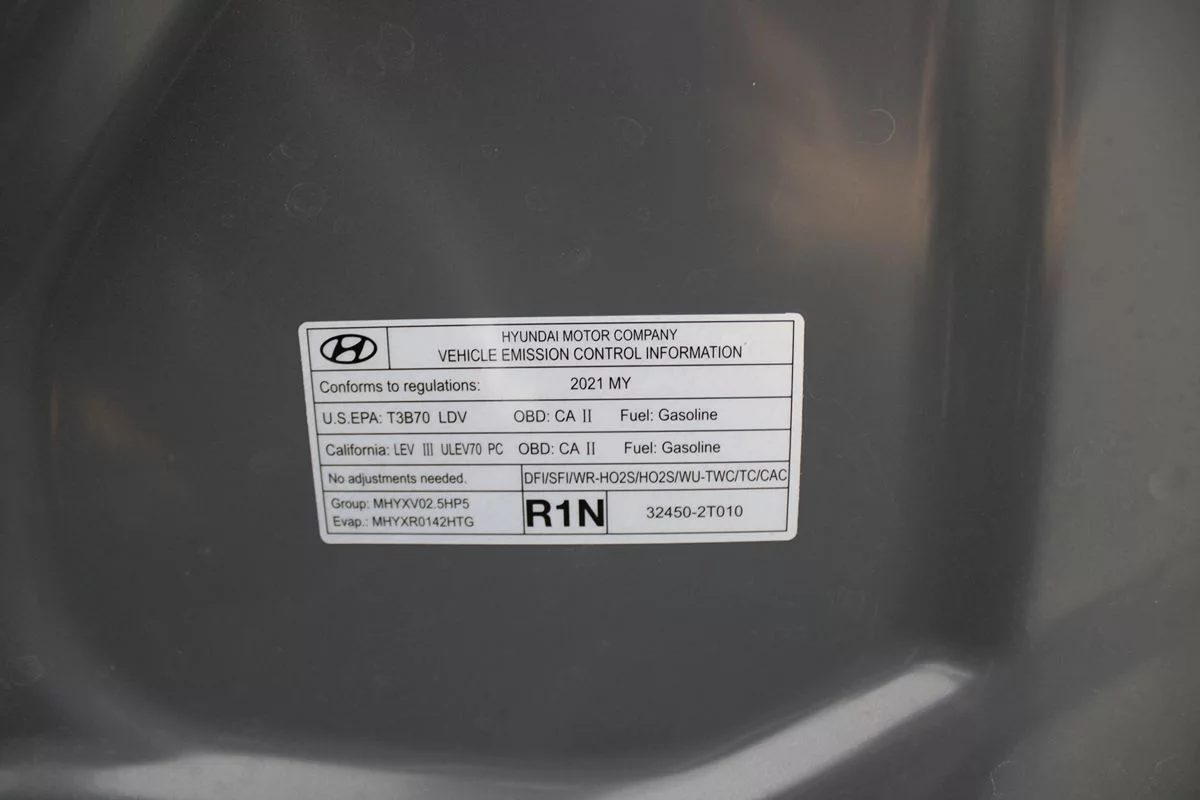 HYUNDAI MOTOR COMPANY
VEHICLE EMISSION CONTROL INFORMATION
Conforms to regulations: 2021 MY
U.S.EPA: T3B70 LDV OBD: CA II Fuel: Gasoline
California: LEV III ULEV70 PC OBD: CA II Fuel: Gasoline
No adjustments needed. DFI/SFI/WR-HO2S/HO2S/WU-TWC/TC/CAC
Group: MHYXV02.5HP5
Evap.: MHYXR0142HTG
R1N 32450-2T010